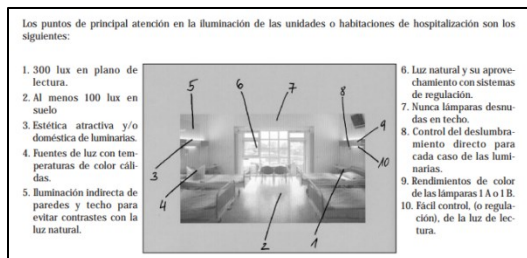 Los puntos de principal atención en la iluminación de las unidades o habitaciones de hospitalización son los
siguientes:
1. 300 lux en plano de
lectura.
2. Al menos 100 lux en
suelo
3. Estética atractiva y/o
doméstica de luminarias.
4. Fuentes de luz con tem-
peraturas de color cáli-
das.
5. Iluminación indirecta de
paredes y techo para
evitar contrastes con la
luz natural.
5
6
7
8
9
10
3
4
2
1
6. Luz natural y su aprove-
chamiento con sistemas
de regulación.
7. Nunca lámparas desnu-
das en techo.
8. Control del deslumbra-
miento directo para
cada caso de las lumi-
narias.
9. Rendimientos de color
de las lámparas 1 A o 1 B.
10. Fácil control, (o regula-
ción), de la luz de lec-
tura.